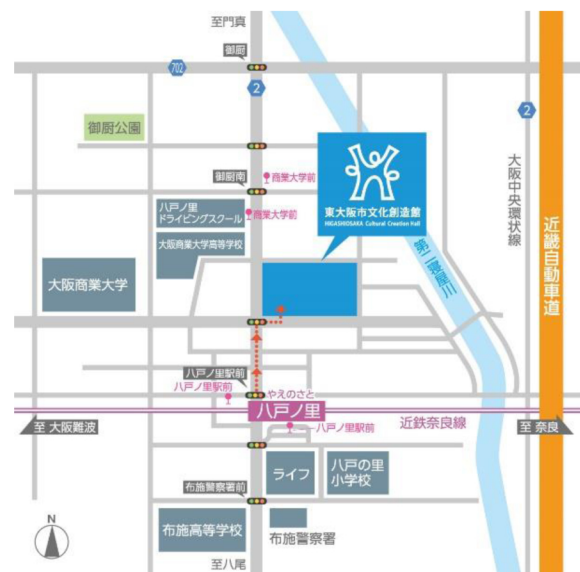 至門真
御厨
702
2
2
御厨公園
御厨南
商業大学前
八戸ノ里
ドライビングスクール
商業大学前
大阪商業大学高等学校
大阪商業大学
東大阪市文化創造館
HIGASHIOSAKA Cultural Creation Hall
第二寝屋川
大阪中央環状線
近畿自動車道
八戸ノ里駅前
八戸ノ里駅前
やえのさと
八戸ノ里
近鉄奈良線
至 大阪難波
至 奈良
八戸ノ里駅前
ライフ
八戸の里
小学校
布施警察署前
布施高等学校
布施警察署
N
至八尾